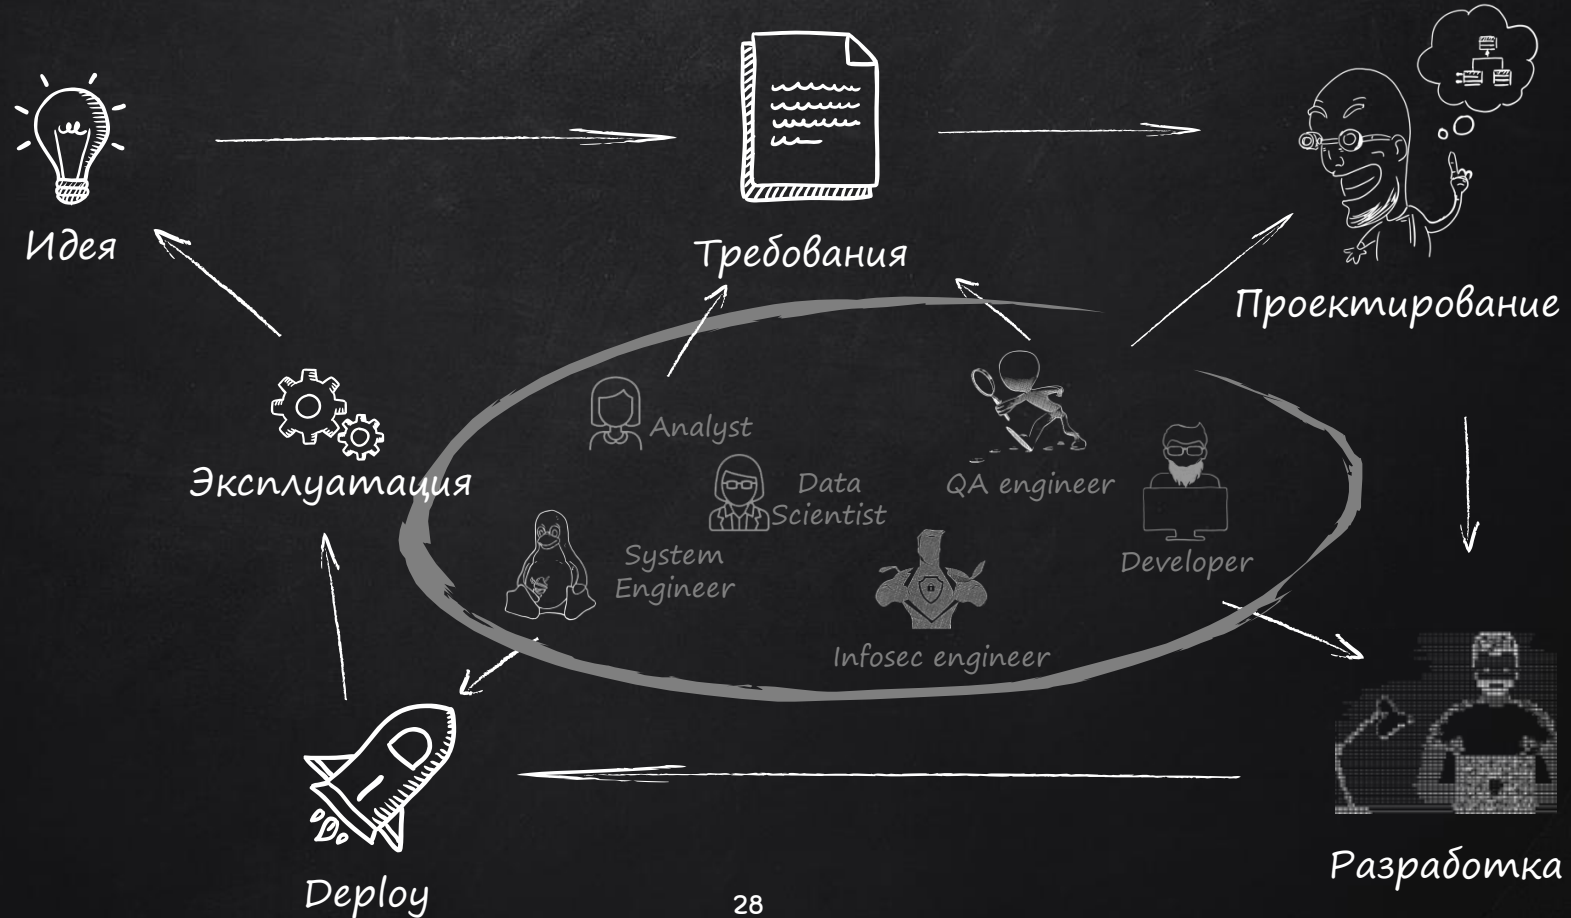 Идея
Требования
Проектирование
Analyst
Data
Scientist
QA engineer
Эксплуатация
System
Engineer
Developer
Infosec engineer
Разработка
Deploy
28